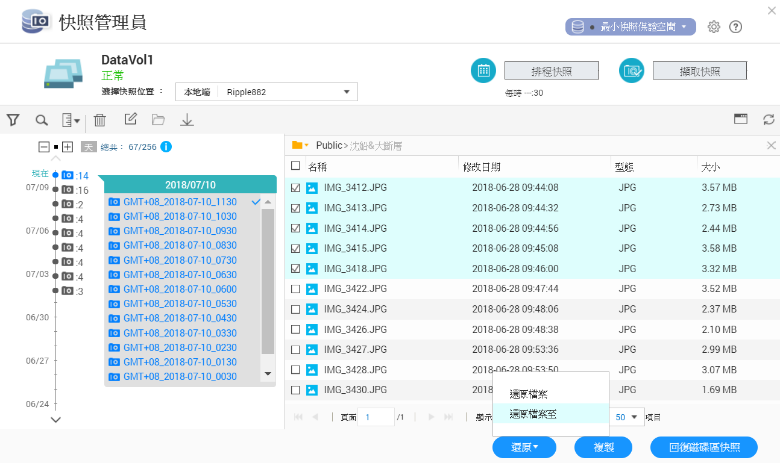 快照管理員
最小快照保證空間
DataVol1
正常
選擇快照位置：
本地端 Ripple882
排程快照
擷取快照
每時 --:30
天 總共： 67/256
Public > 沈船&大斷層
現在 :14
07/09 :16
:2
:4
07/06 :4
:4
:4
07/03 :4
:3
06/30
06/27
06/24
2018/07/10
GMT+08_2018-07-10_1130
GMT+08_2018-07-10_1030
GMT+08_2018-07-10_0930
GMT+08_2018-07-10_0830
GMT+08_2018-07-10_0730
GMT+08_2018-07-10_0630
GMT+08_2018-07-10_0600
GMT+08_2018-07-10_0530
GMT+08_2018-07-10_0430
GMT+08_2018-07-10_0330
GMT+08_2018-07-10_0230
GMT+08_2018-07-10_0130
GMT+08_2018-07-10_0030
名稱 修改日期 型態 大小
IMG_3412.JPG 2018-06-28 09:44:08 JPG 3.57 MB
IMG_3413.JPG 2018-06-28 09:44:32 JPG 2.73 MB
IMG_3414.JPG 2018-06-28 09:44:56 JPG 2.44 MB
IMG_3415.JPG 2018-06-28 09:45:08 JPG 3.58 MB
IMG_3418.JPG 2018-06-28 09:46:00 JPG 3.32 MB
IMG_3422.JPG 2018-06-28 09:47:44 JPG 3.52 MB
IMG_3424.JPG 2018-06-28 09:48:06 JPG 2.37 MB
IMG_3426.JPG 2018-06-28 09:48:38 JPG 2.10 MB
IMG_3427.JPG 2018-06-28 09:53:36 JPG 2.99 MB
IMG_3428.JPG 2018-06-28 09:53:50 JPG 3.07 MB
IMG_3430.JPG JPG 1.69 MB
還原檔案
還原檔案至
頁面 1 /1 顯示 50 項目
還原
複製
回復磁碟區快照